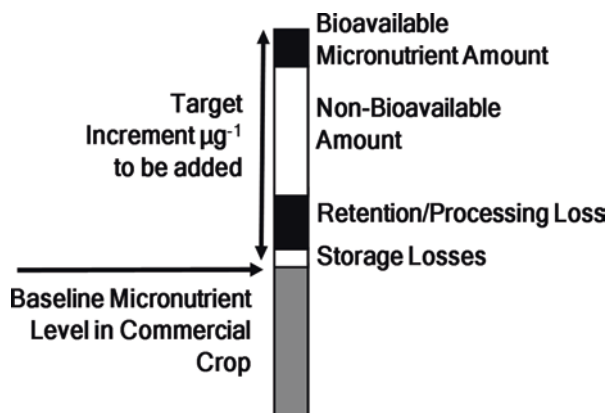 Bioavailable
Micronutrient Amount
Target
Increment µg⁻¹
to be added
Non-Bioavailable
Amount
Retention/Processing Loss
Storage Losses
Baseline Micronutrient
Level in Commercial
Crop